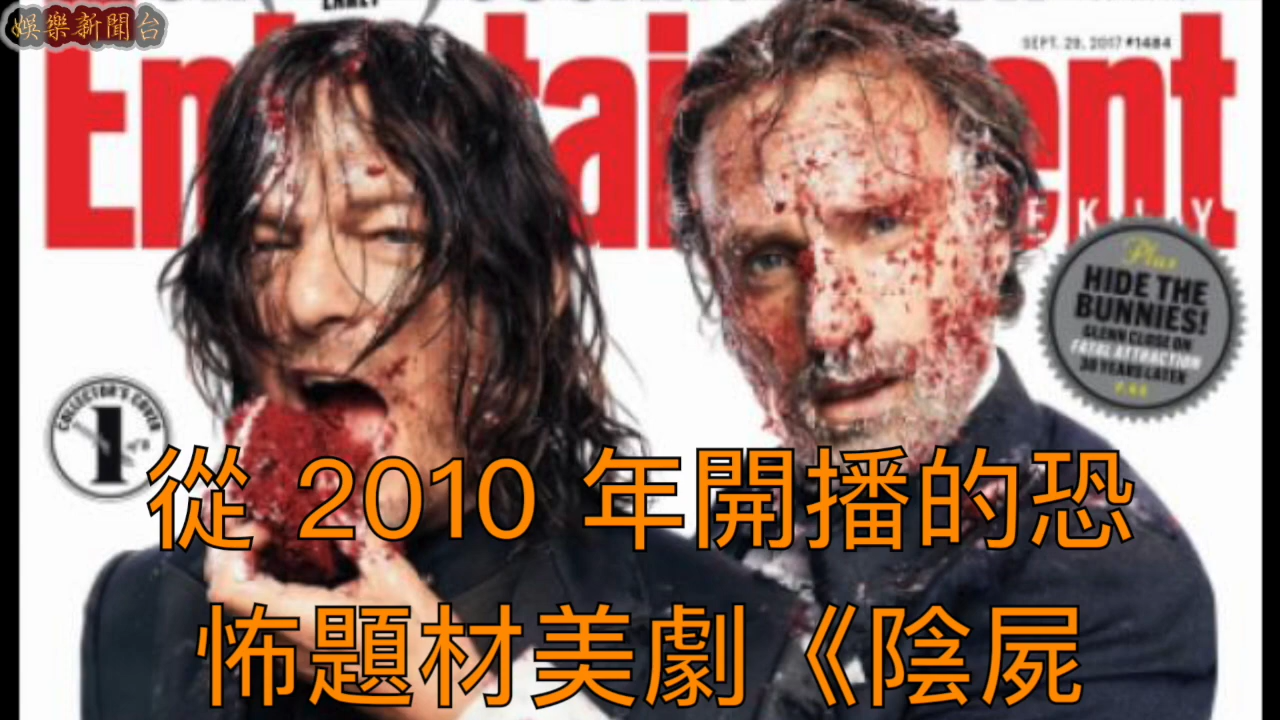 EARLY
娛樂新聞台
SEPT. 29, 2017 #1484
Entertainment
WEEKLY
Plus
HIDE THE
BUNNIES!
GLENN CLOSE ON
FATAL ATTRACTION
30 YEARS LATER
COLLECTOR'S COVER
1
從 2010 年開播的恐
怖題材美劇《陰屍